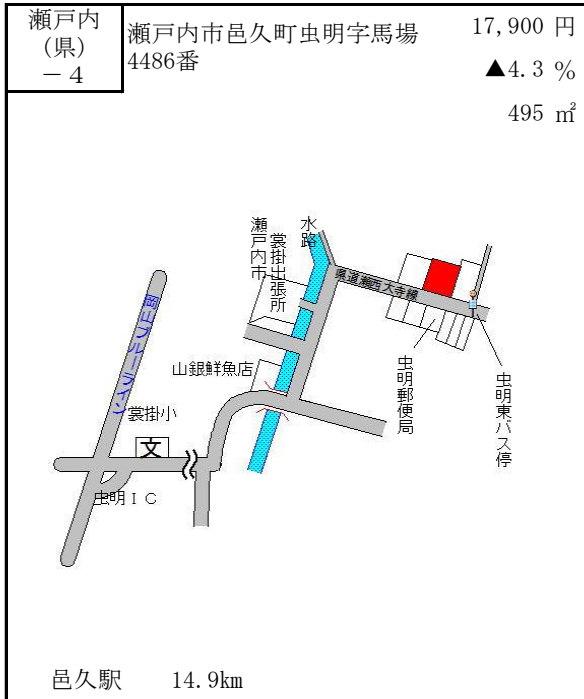 瀬戸内
(県)
－4
瀬戸内市邑久町虫明字馬場
4486番
17,900 円
▲4.3 %
495 ㎡
水路
瀬戸内市
裳掛出張所
県道瀬西大寺線
岡山ブルーライン
山銀鮮魚店
裳掛小
文
虫明ＩＣ
虫明郵便局
虫明東バス停
邑久駅 14.9km